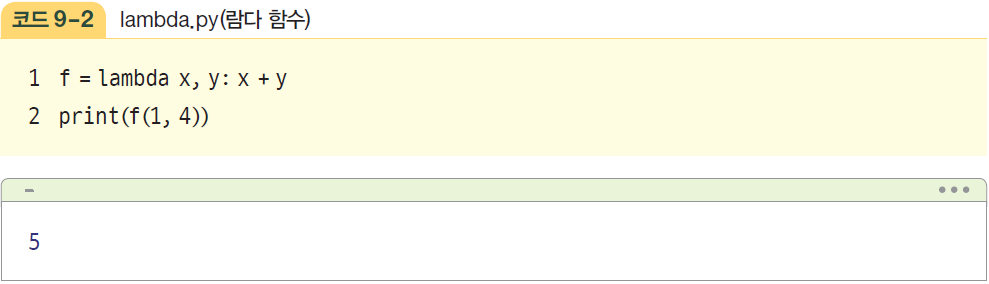 코드 9-2 lambda.py(람다 함수)
1 f = lambda x, y: x + y
2 print(f(1, 4))
5